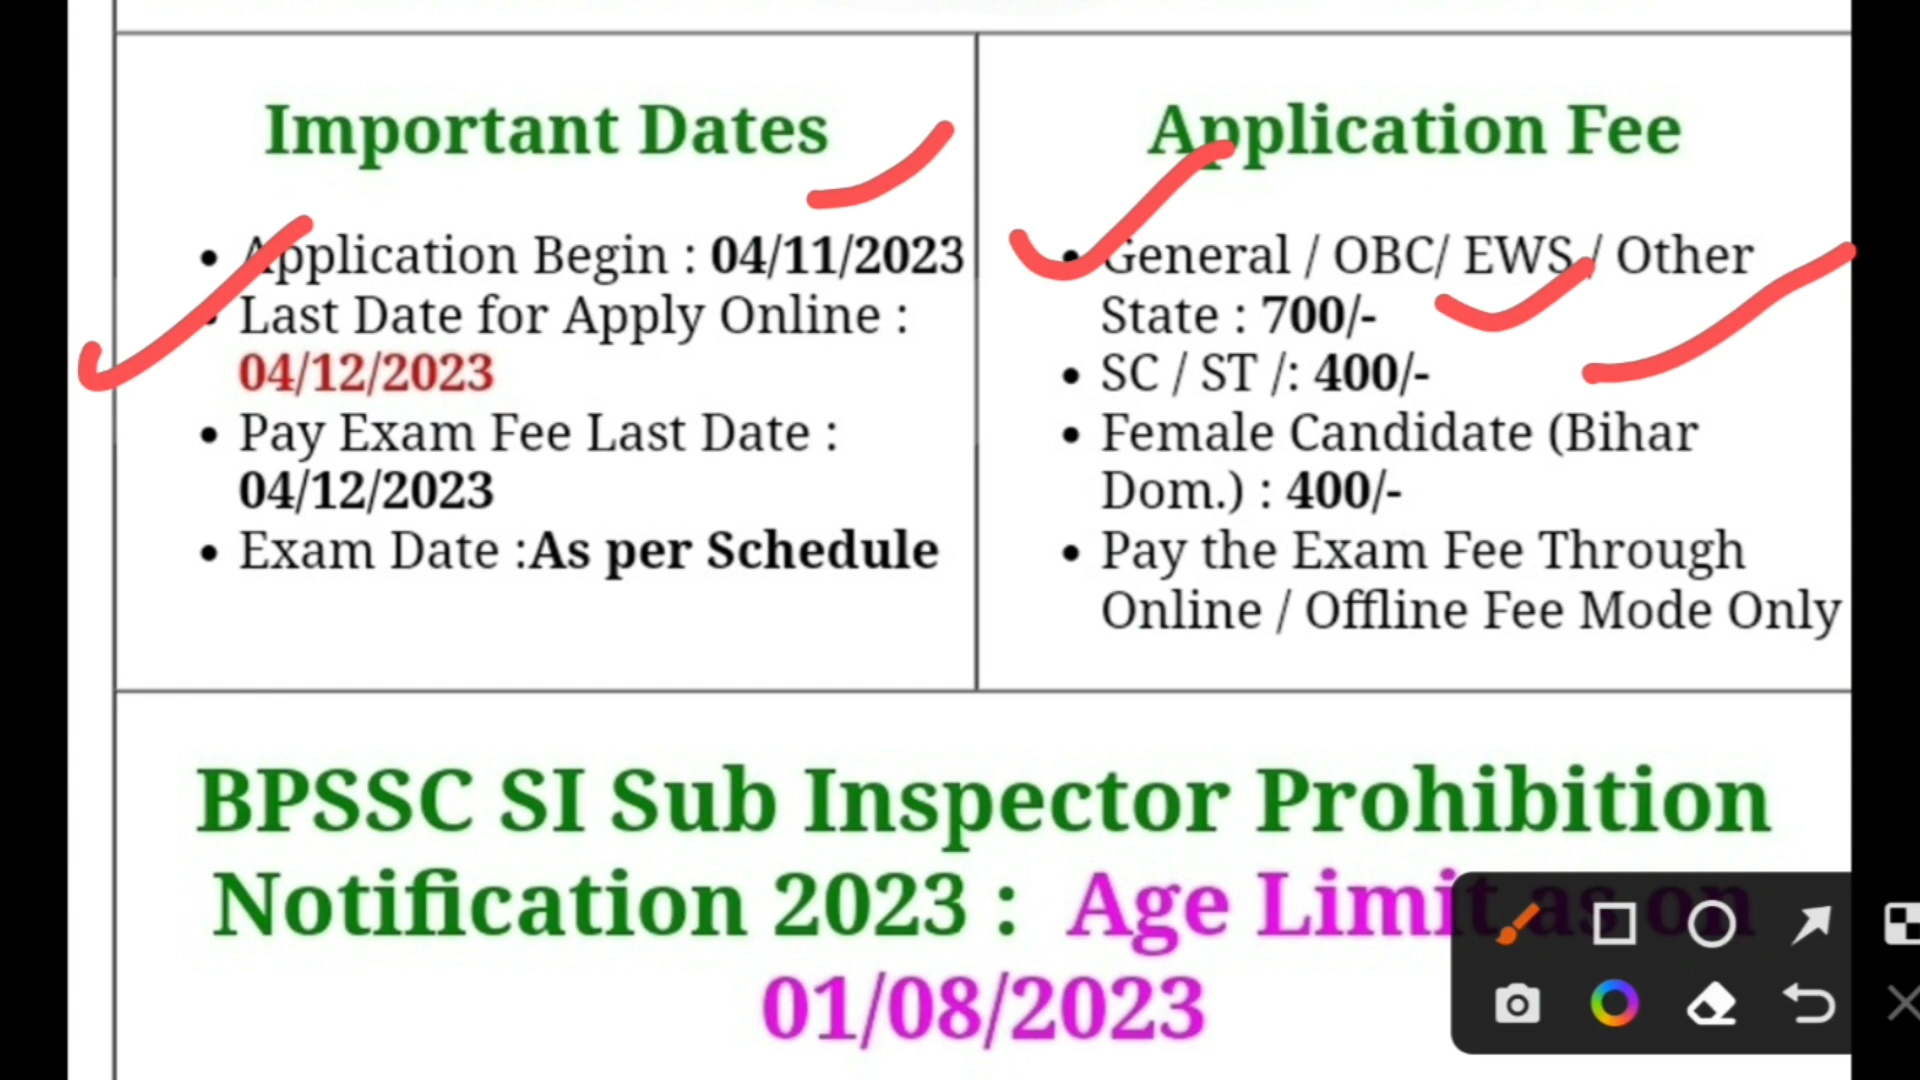 Important Dates
Application Begin : 04/11/2023
Last Date for Apply Online :
04/12/2023
Pay Exam Fee Last Date :
04/12/2023
Exam Date :As per Schedule
Application Fee
General / OBC/ EWS / Other
State : 700/-
SC / ST /: 400/-
Female Candidate (Bihar
Dom.) : 400/-
Pay the Exam Fee Through
Online / Offline Fee Mode Only
BPSSC SI Sub Inspector Prohibition
Notification 2023 : Age Limit as on
01/08/2023